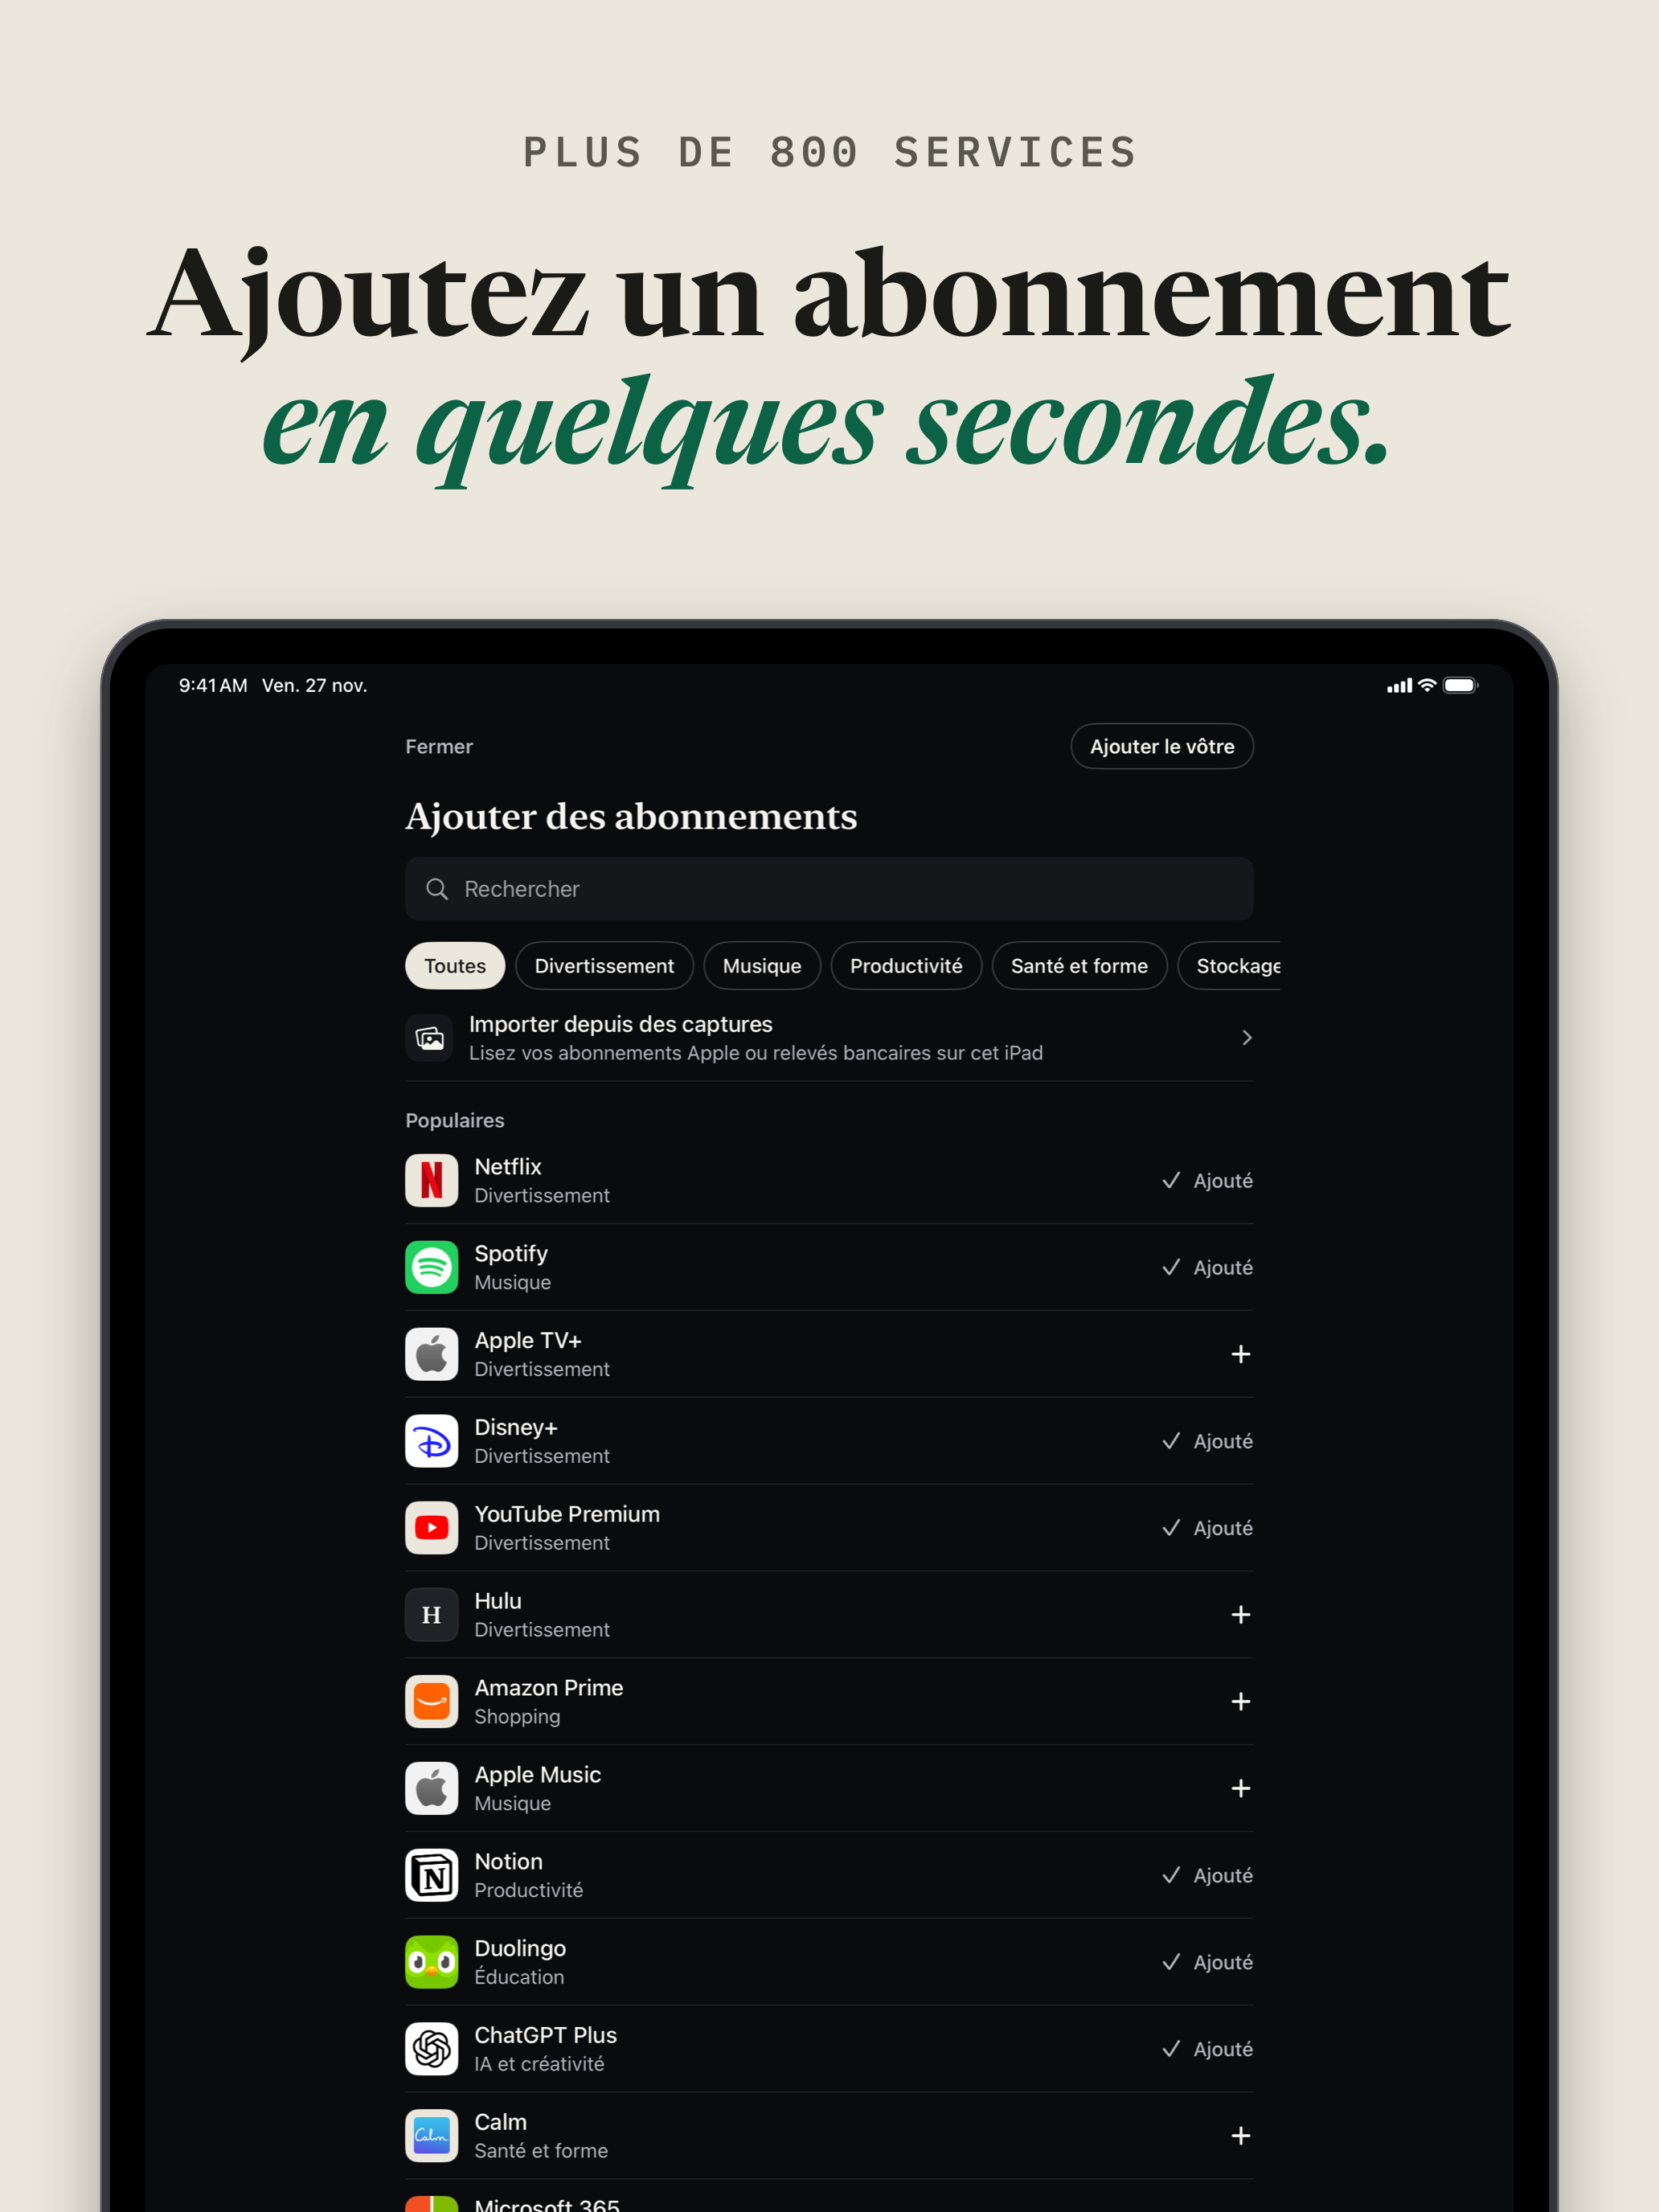 PLUS DE 800 SERVICES
Ajoutez un abonnement
en quelques secondes.
9:41 AM Ven. 27 nov.
Fermer
Ajouter le vôtre
Ajouter des abonnements
Rechercher
Toutes
Divertissement
Musique
Productivité
Santé et forme
Stockage
Importer depuis des captures
Lisez vos abonnements Apple ou relevés bancaires sur cet iPad
Populaires
Netflix
Divertissement
Ajouté
Spotify
Musique
Ajouté
Apple TV+
Divertissement
Disney+
Divertissement
Ajouté
YouTube Premium
Divertissement
Ajouté
H
Hulu
Divertissement
Amazon Prime
Shopping
Apple Music
Musique
Notion
Productivité
Ajouté
Duolingo
Éducation
Ajouté
ChatGPT Plus
IA et créativité
Ajouté
Calm
Calm
Santé et forme
Microsoft 365